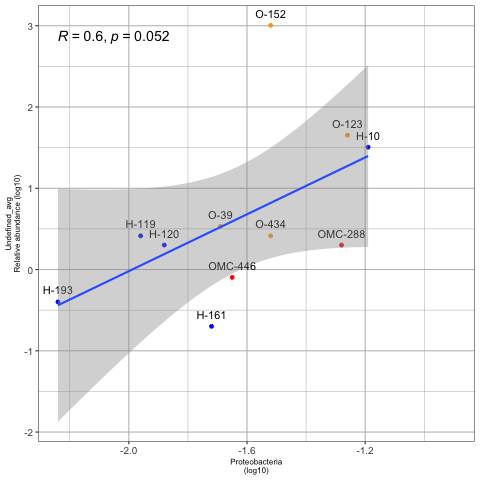 O-152
R = 0.6, p = 0.052
O-123
H-10
O-39
H-119
H-120
O-434
OMC-288
OMC-446
H-193
H-161
3
2
1
0
-1
-2
-2.0
-1.6
-1.2
Undefined_avg
Relative abundance (log10)
Proteobacteria
(log10)